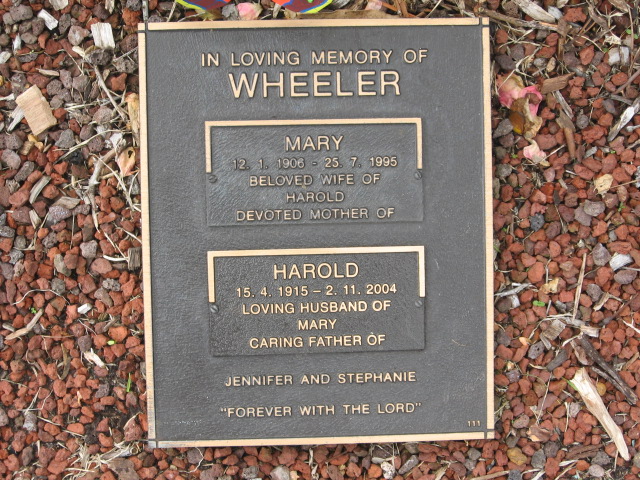 IN LOVING MEMORY OF
WHEELER
MARY
12. 1. 1906 - 25. 7. 1995
BELOVED WIFE OF
HAROLD
DEVOTED MOTHER OF
HAROLD
15. 4. 1915 - 2. 11. 2004
LOVING HUSBAND OF
MARY
CARING FATHER OF
JENNIFER AND STEPHANIE
"FOREVER WITH THE LORD"
111